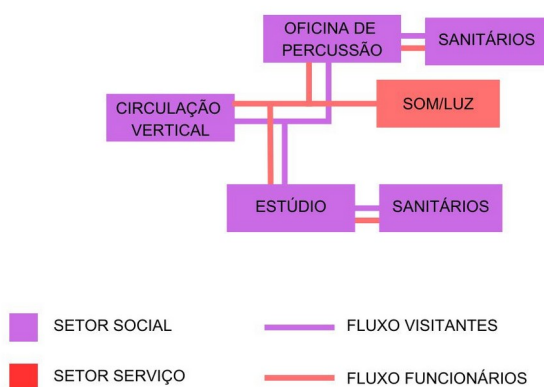 OFICINA DE
PERCUSSÃO
SANITÁRIOS
CIRCULAÇÃO
VERTICAL
SOM/LUZ
ESTÚDIO
SANITÁRIOS
SETOR SOCIAL
FLUXO VISITANTES
SETOR SERVIÇO
FLUXO FUNCIONÁRIOS